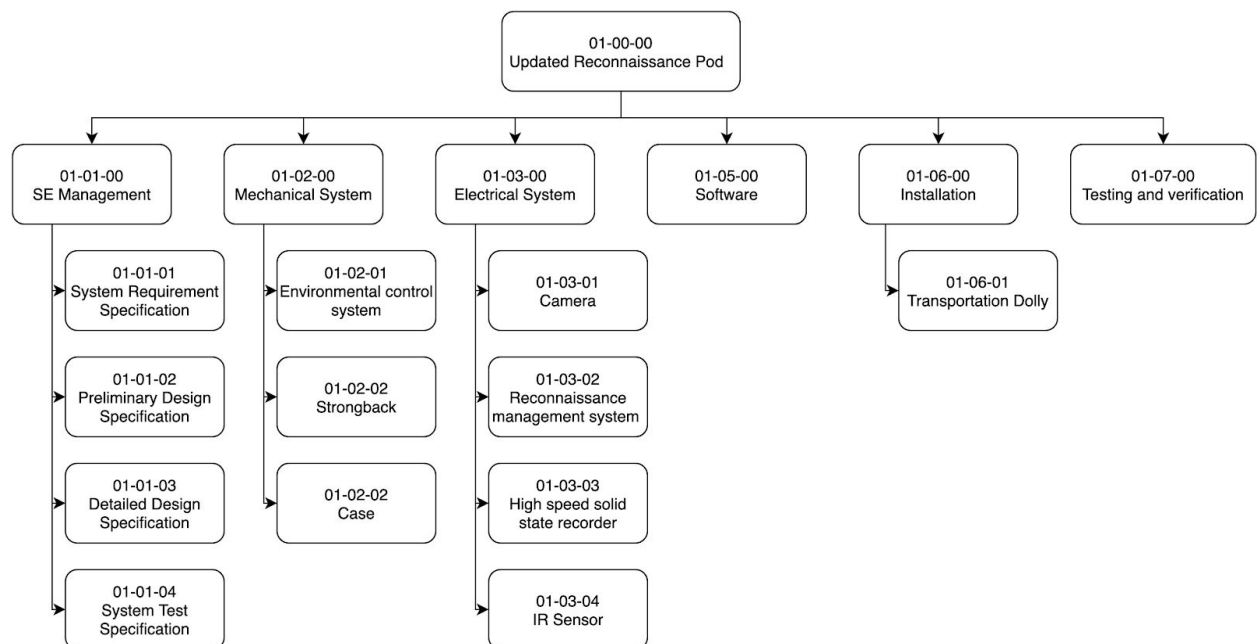 01-00-00
Updated Reconnaissance Pod
01-01-00
SE Management
01-02-00
Mechanical System
01-03-00
Electrical System
01-05-00
Software
01-06-00
Installation
01-07-00
Testing and verification
01-01-01
System Requirement
Specification
01-01-02
Preliminary Design
Specification
01-01-03
Detailed Design
Specification
01-01-04
System Test
Specification
01-02-01
Environmental control
system
01-02-02
Strongback
01-02-02
Case
01-03-01
Camera
01-03-02
Reconnaissance
management system
01-03-03
High speed solid
state recorder
01-03-04
IR Sensor
01-06-01
Transportation Dolly